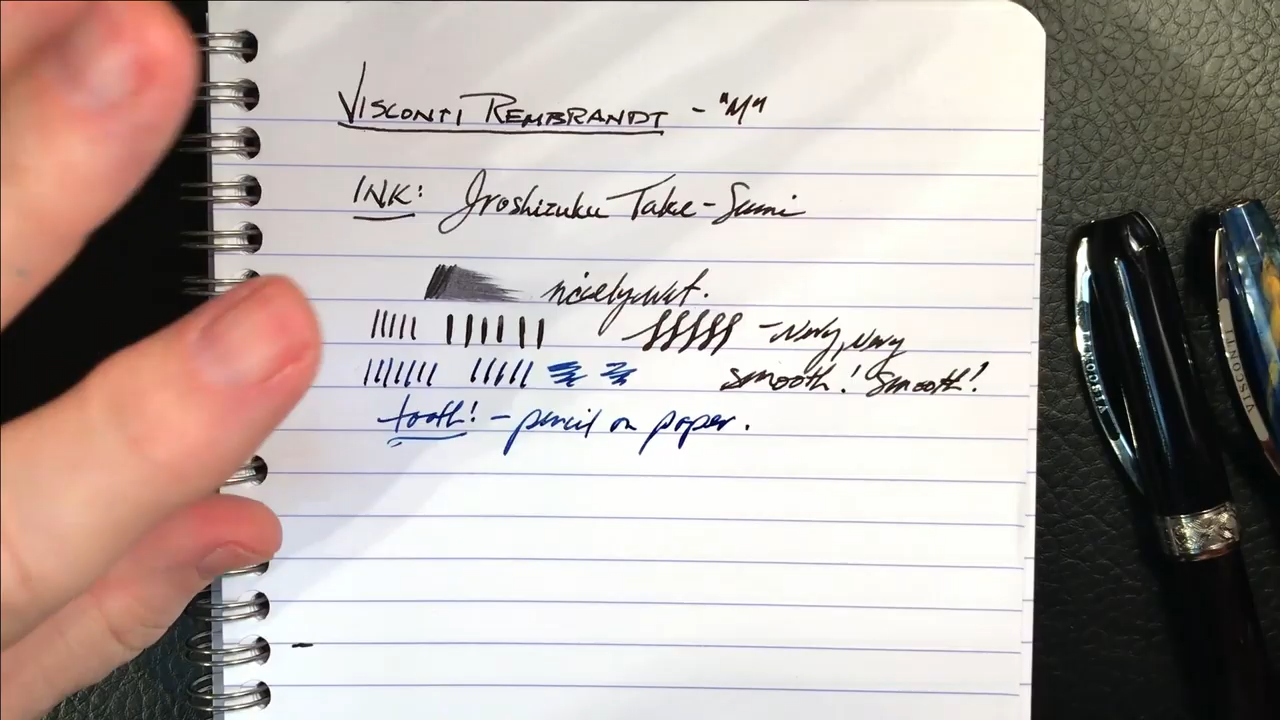 VISCONTI REMBRANDT - "M"
INK: Iroshizuku Take-Sumi
nicely wet.
- Very, very
smooth! Smooth!
tooth! - pencil on paper.
VISCONTI
VISCONTI